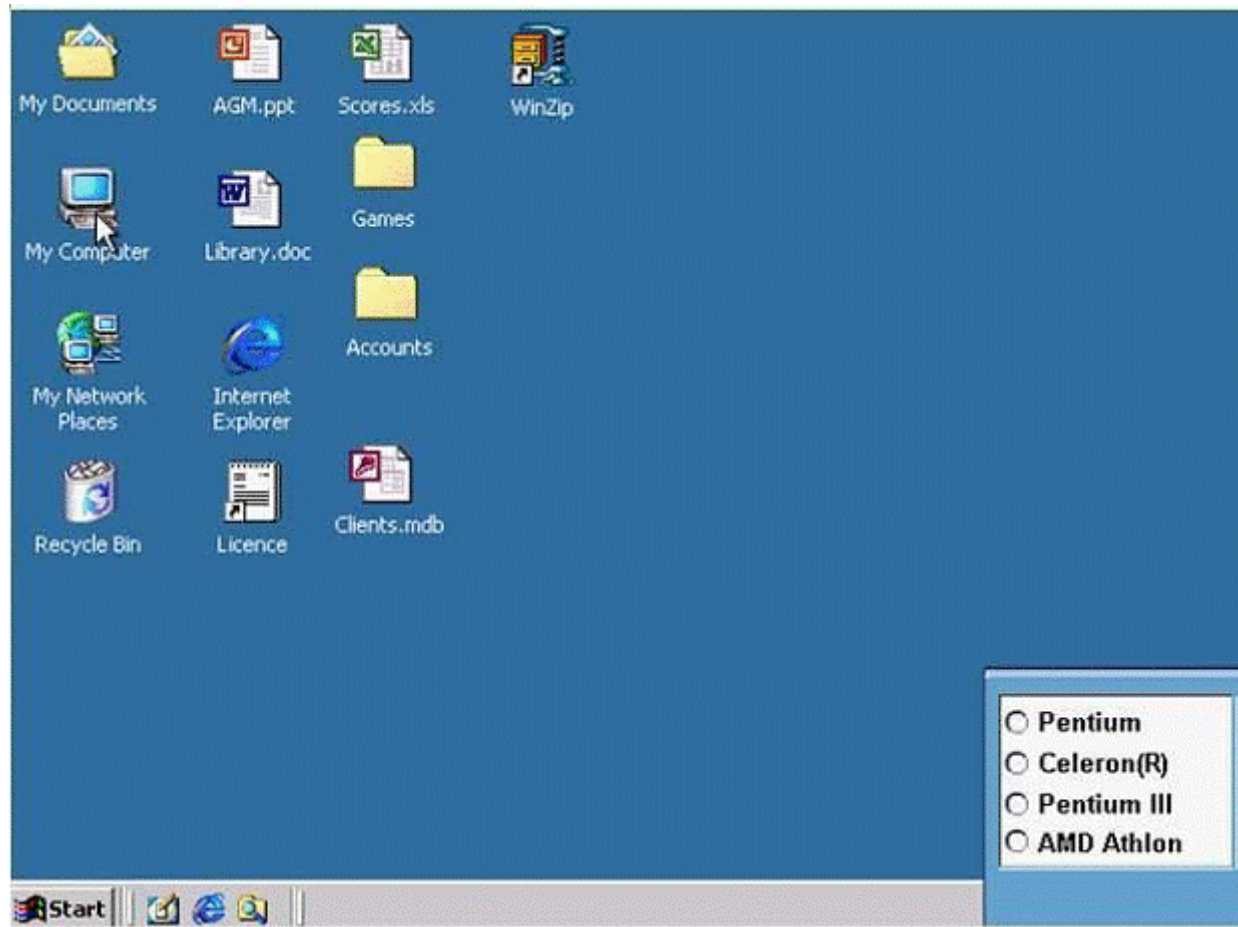 My Documents
AGM.ppt
Scores.xls
WinZip
My Computer
Library.doc
Games
My Network
Places
Internet
Explorer
Accounts
Recycle Bin
Licence
Clients.mdb
Pentium
Celeron(R)
Pentium III
AMD Athlon
Start